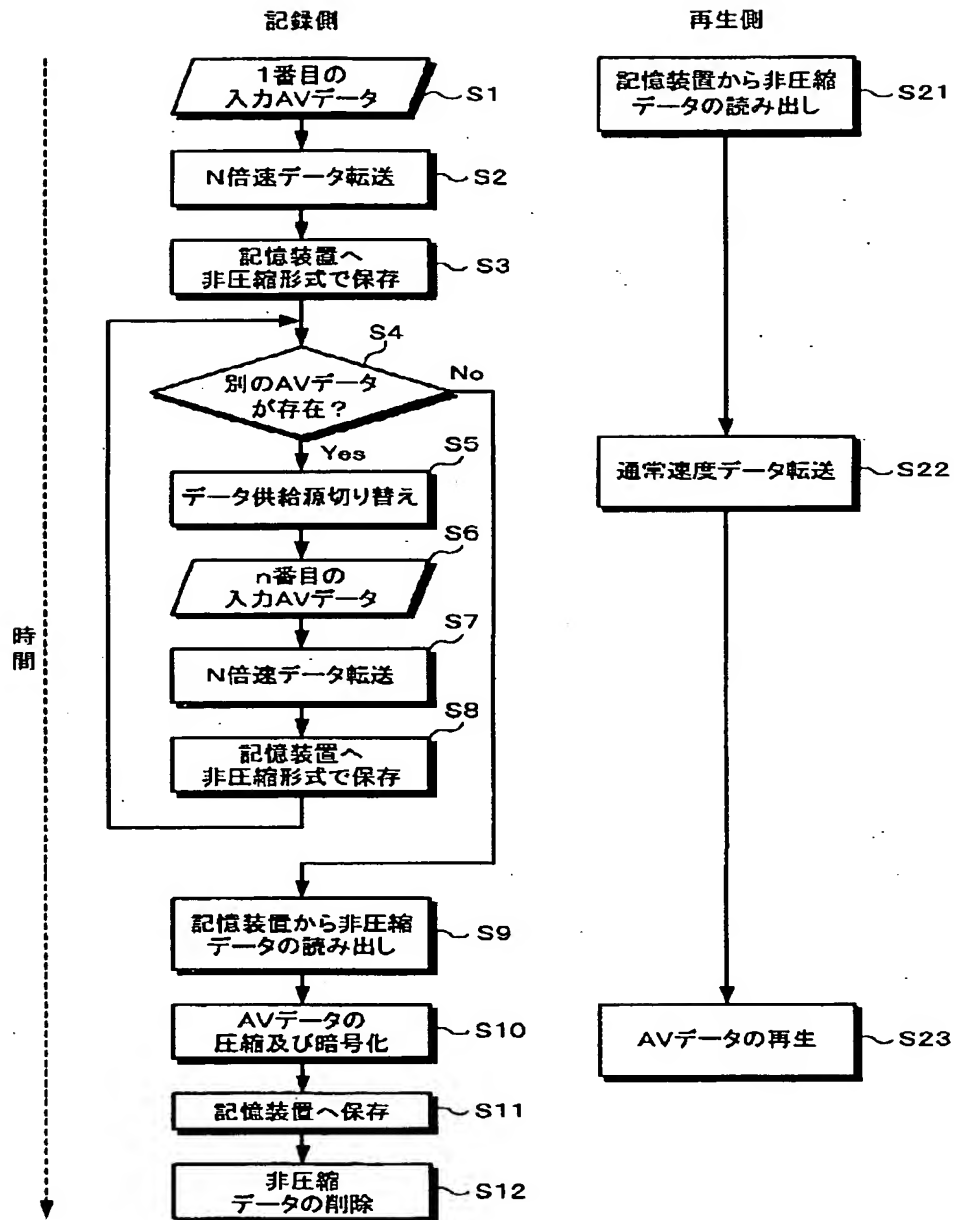 記録側
1番目の
入力AVデータ
S1
N倍速データ転送
S2
記憶装置へ
非圧縮形式で保存
S3
S4
別のAVデータ
が存在？
No
Yes
S5
データ供給源切り替え
S6
n番目の
入力AVデータ
S7
N倍速データ転送
S8
記憶装置へ
非圧縮形式で保存
記憶装置から非圧縮
データの読み出し
S9
AVデータの
圧縮及び暗号化
S10
記憶装置へ保存
S11
非圧縮
データの削除
S12
時間
再生側
記憶装置から非圧縮
データの読み出し
S21
通常速度データ転送
S22
AVデータの再生
S23